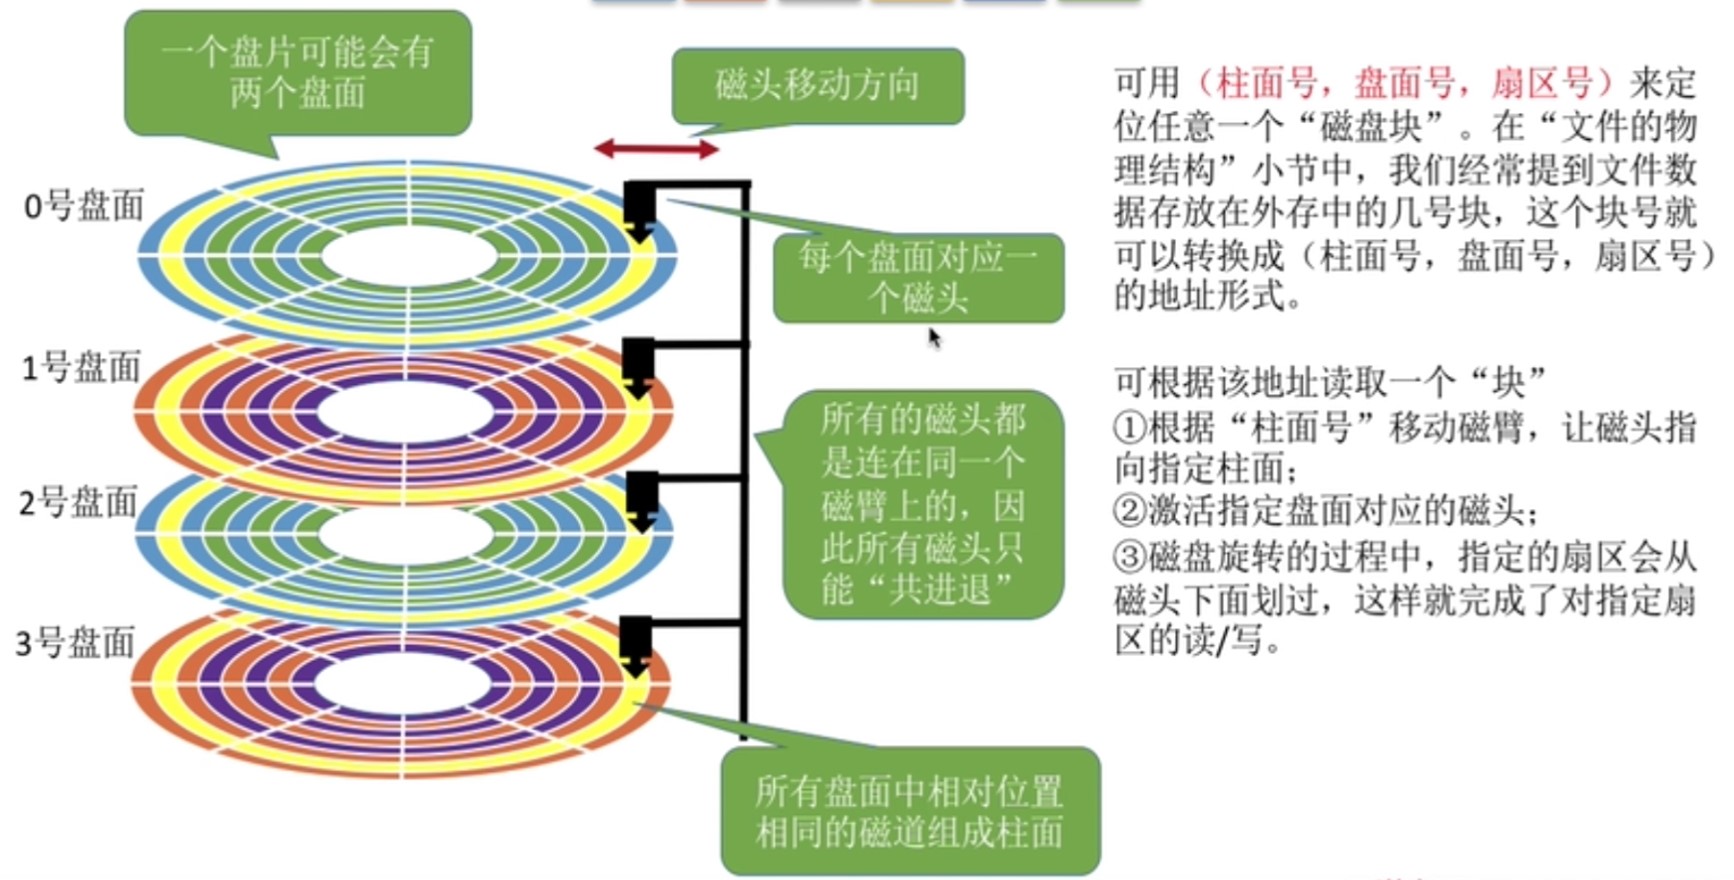 一个盘片可能会有
两个盘面
磁头移动方向
0号盘面
每个盘面对应一
个磁头
1号盘面
所有的磁头都
是连在同一个
磁臂上的，因
此所有磁头只
能“共进退”
2号盘面
3号盘面
所有盘面中相对位置
相同的磁道组成柱面
可用（柱面号，盘面号，扇区号）来定
位任意一个“磁盘块”。在“文件的物
理结构”小节中，我们经常提到文件数
据存放在外存中的几号块，这个块号就
可以转换成（柱面号，盘面号，扇区号）
的地址形式。
可根据该地址读取一个“块”
①根据“柱面号”移动磁臂，让磁头指
向指定柱面；
②激活指定盘面对应的磁头；
③磁盘旋转的过程中，指定的扇区会从
磁头下面划过，这样就完成了对指定扇
区的读/写。